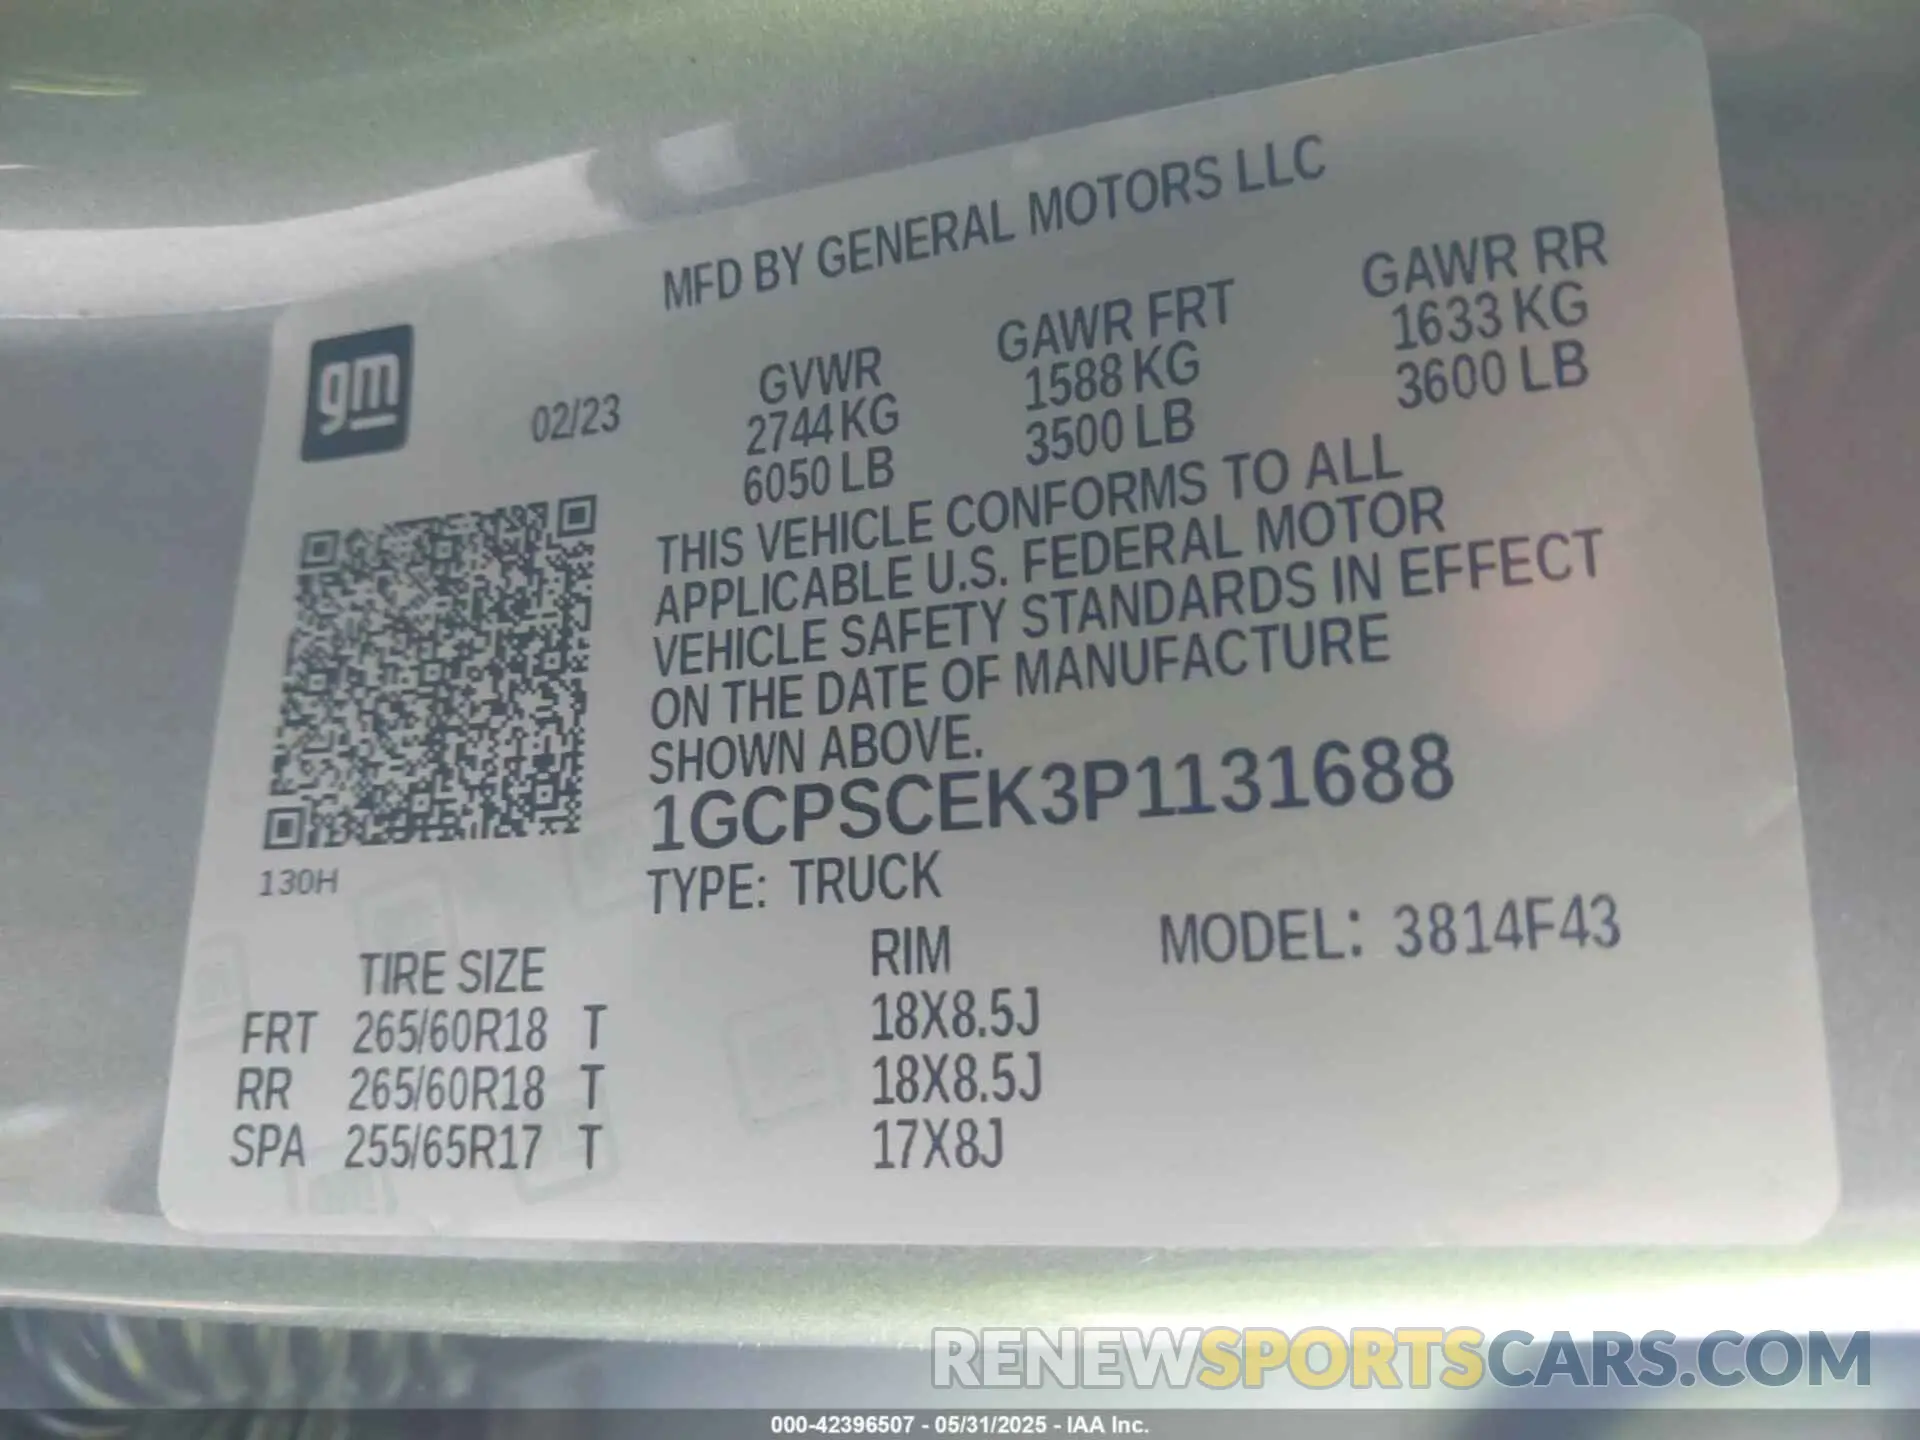 MFD BY GENERAL MOTORS LLC
gm
02/23
GVWR GAWR FRT GAWR RR
2744 KG 1588 KG 1633 KG
6050 LB 3500 LB 3600 LB
THIS VEHICLE CONFORMS TO ALL
APPLICABLE U.S. FEDERAL MOTOR
VEHICLE SAFETY STANDARDS IN EFFECT
ON THE DATE OF MANUFACTURE
SHOWN ABOVE.
1GCPSCEK3P1131688
130H
TYPE: TRUCK
MODEL: 3814F43
TIRE SIZE RIM
FRT 265/60R18 T 18X8.5J
RR 265/60R18 T 18X8.5J
SPA 255/65R17 T 17X8J
RENEWSPORTSCARS.COM
000-42396507 - 05/31/2025 - IAA Inc.